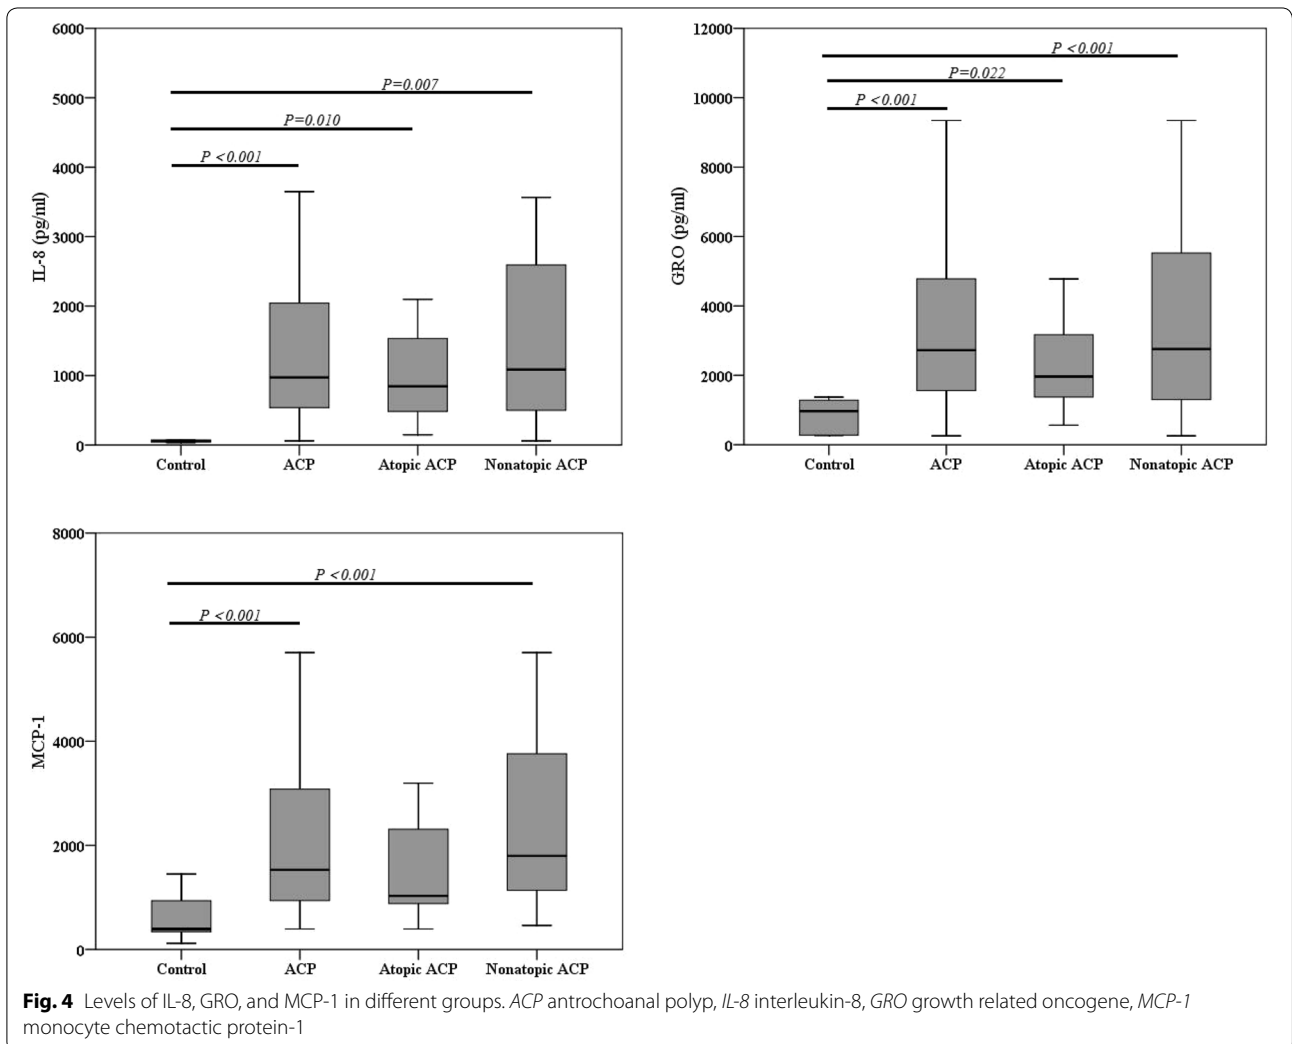 6000
5000
4000
3000
2000
1000
0
IL-8 (pg/ml)
P=0.007
P=0.010
P <0.001
Control ACP Atopic ACP Nonatopic ACP
12000
10000
8000
6000
4000
2000
0
GRO (pg/ml)
P <0.001
P=0.022
P <0.001
Control ACP Atopic ACP Nonatopic ACP
8000
6000
4000
2000
0
MCP-1
P <0.001
P <0.001
Control ACP Atopic ACP Nonatopic ACP
Fig. 4 Levels of IL-8, GRO, and MCP-1 in different groups. ACP antrochoanal polyp, IL-8 interleukin-8, GRO growth related oncogene, MCP-1
monocyte chemotactic protein-1